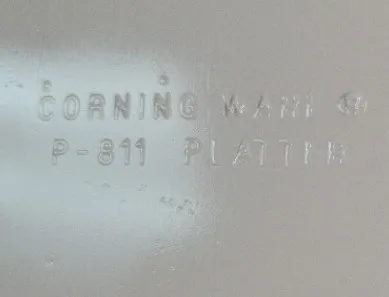 CORNING WARE ®
P-811 PLATTER